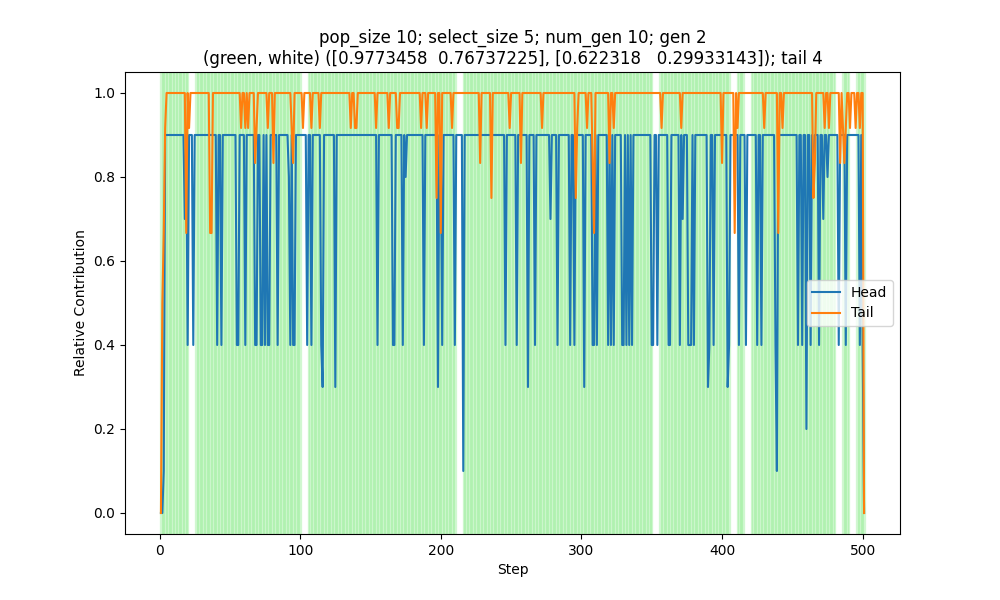 pop_size 10; select_size 5; num_gen 10; gen 2
(green, white) ([0.9773458  0.76737225], [0.622318   0.29933143]); tail 4
1.0
0.8
0.6
0.4
0.2
0.0
Relative Contribution
Head
Tail
0 100 200 300 400 500
Step